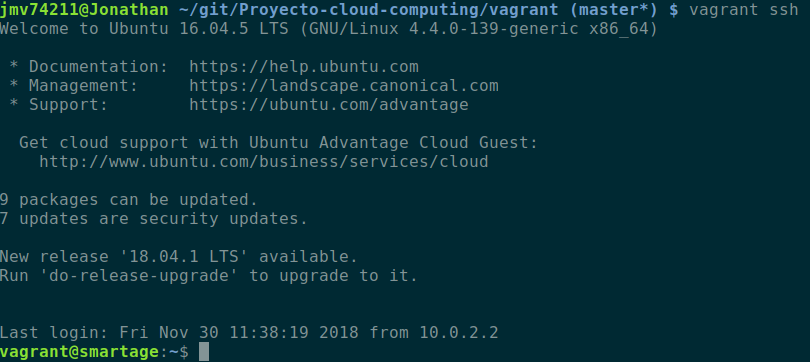 jmv74211@Jonathan ~/git/Proyecto-cloud-computing/vagrant (master*) $ vagrant ssh
Welcome to Ubuntu 16.04.5 LTS (GNU/Linux 4.4.0-139-generic x86_64)

 * Documentation:  https://help.ubuntu.com
 * Management:     https://landscape.canonical.com
 * Support:        https://ubuntu.com/advantage

  Get cloud support with Ubuntu Advantage Cloud Guest:
    http://www.ubuntu.com/business/services/cloud

9 packages can be updated.
7 updates are security updates.

New release '18.04.1 LTS' available.
Run 'do-release-upgrade' to upgrade to it.


Last login: Fri Nov 30 11:38:19 2018 from 10.0.2.2
vagrant@smartage:~$